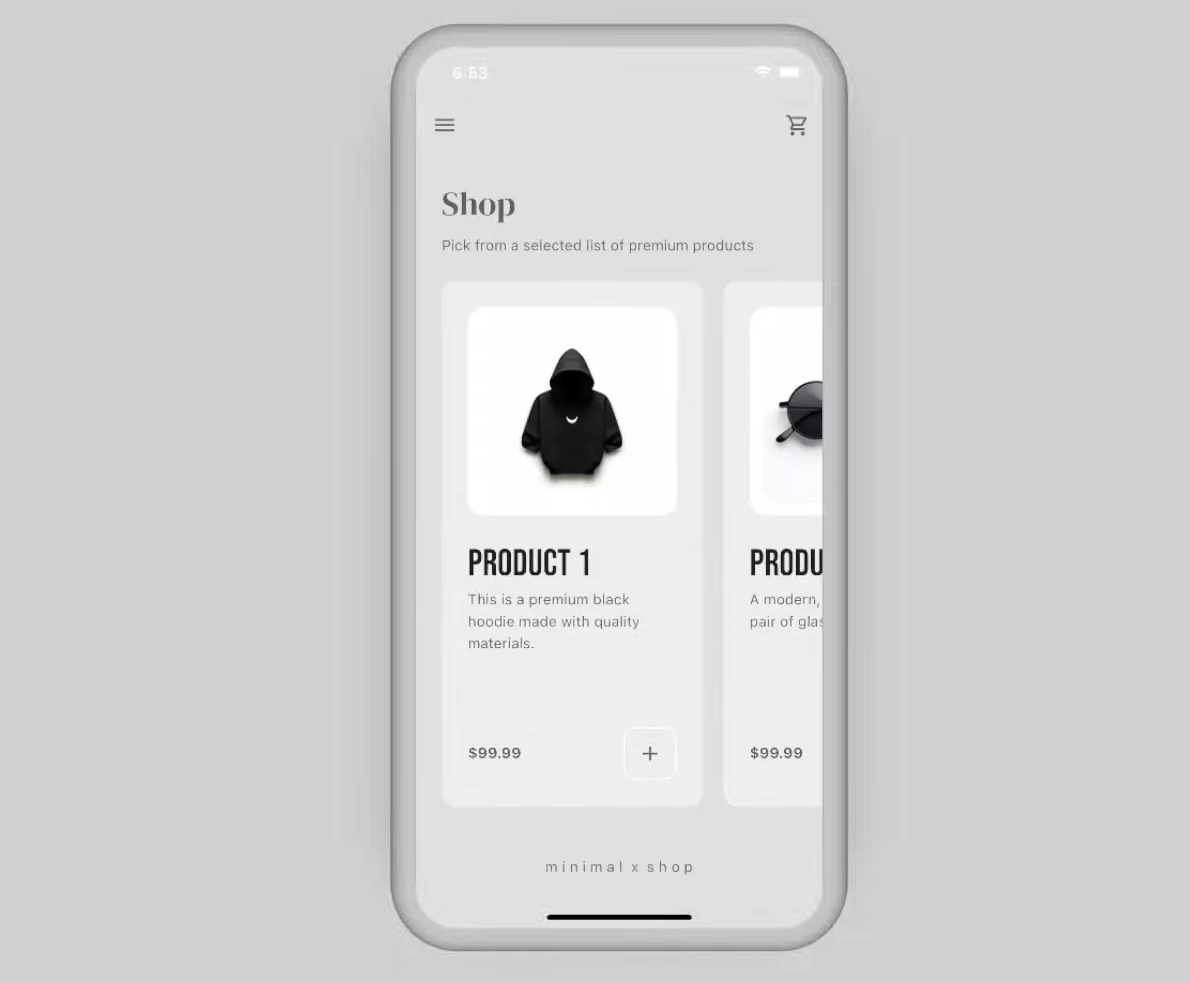 6:53
Shop
Pick from a selected list of premium products
PRODUCT 1
This is a premium black
hoodie made with quality
materials.
$99.99
PRODU
A modern,
pair of glas
$99.99
minimal x shop